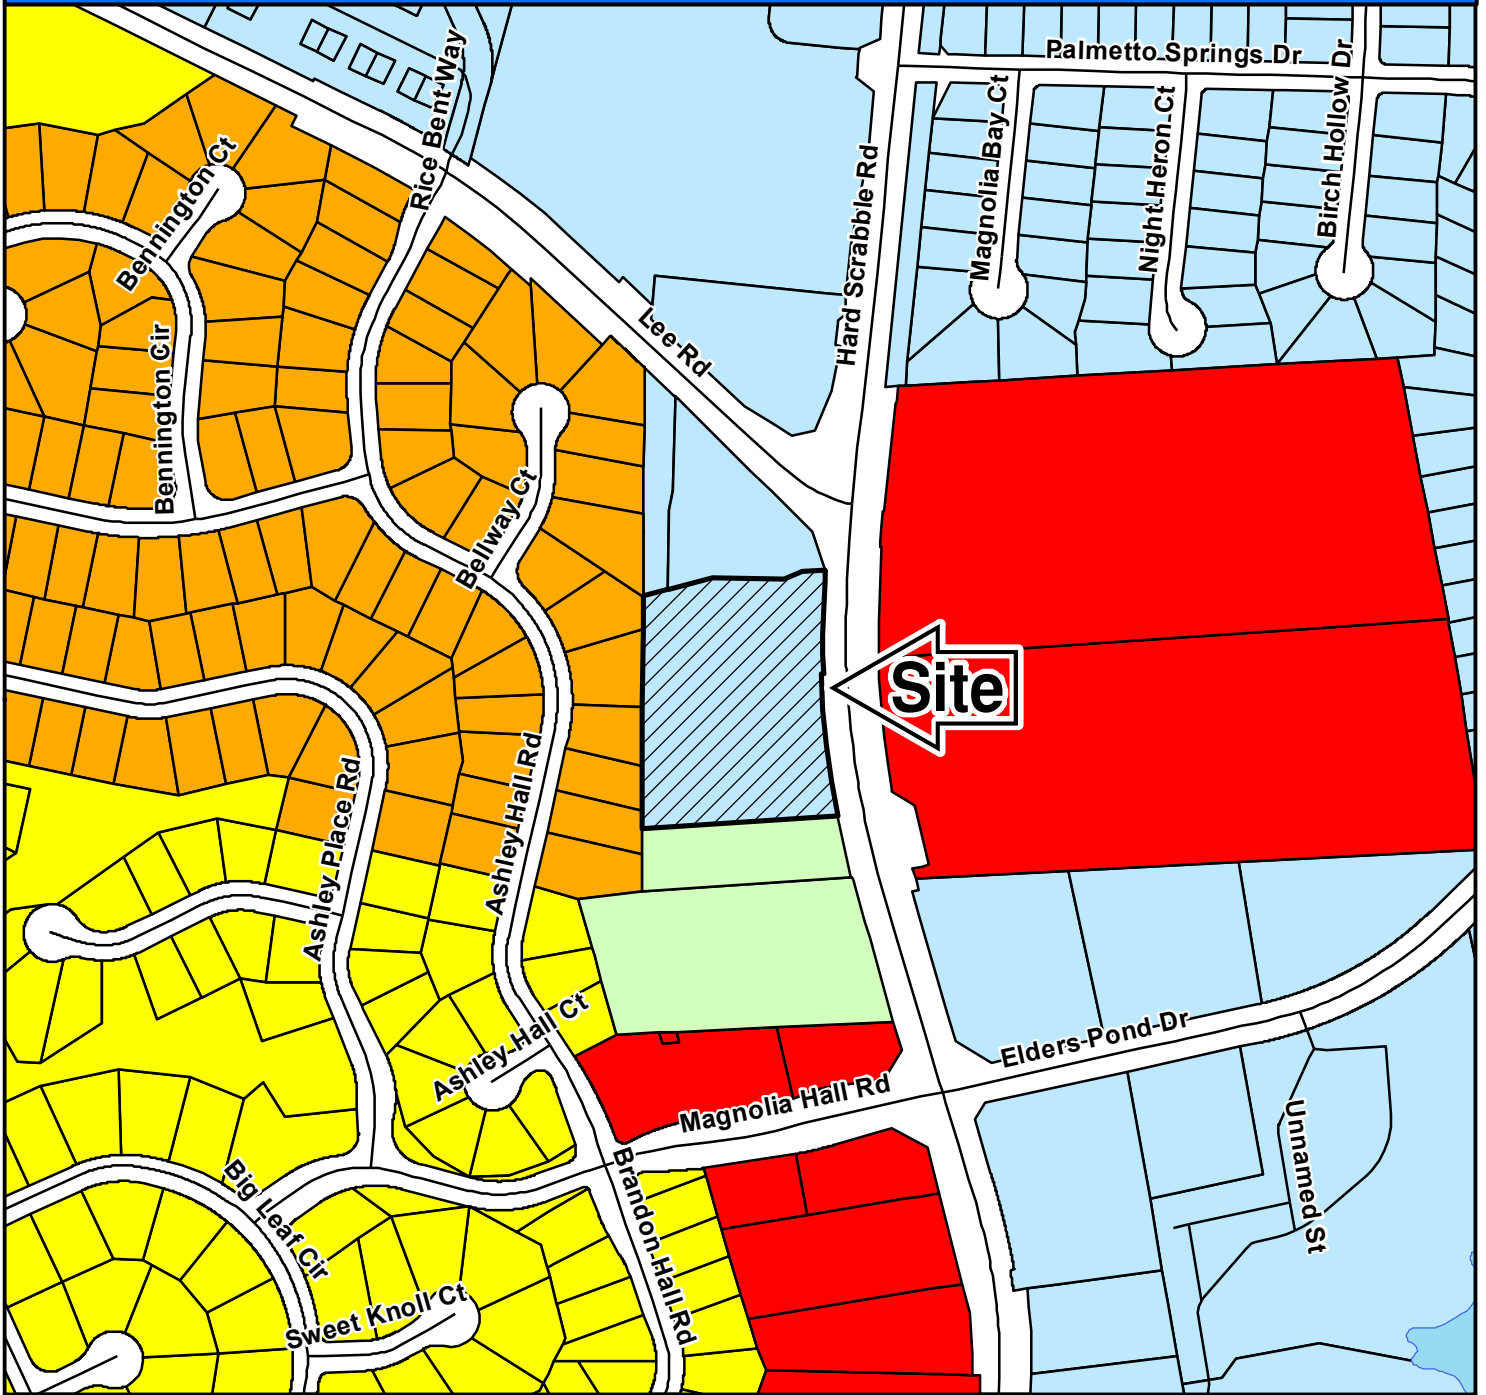 Palmetto Springs Dr
Rice Bent Way
Magnolia Bay Ct
Night Heron Ct
Birch Hollow Dr
Bennington Ct
Hard Scrabble Rd
Lee Rd
Bennington Cir
Bellway Ct
Site
Ashley Hall Rd
Ashley Place Rd
Ashley Hall Ct
Elders Pond Dr
Magnolia Hall Rd
Unnamed St
Brandon Hall Rd
Big Leaf Cir
Sweet Knoll Ct